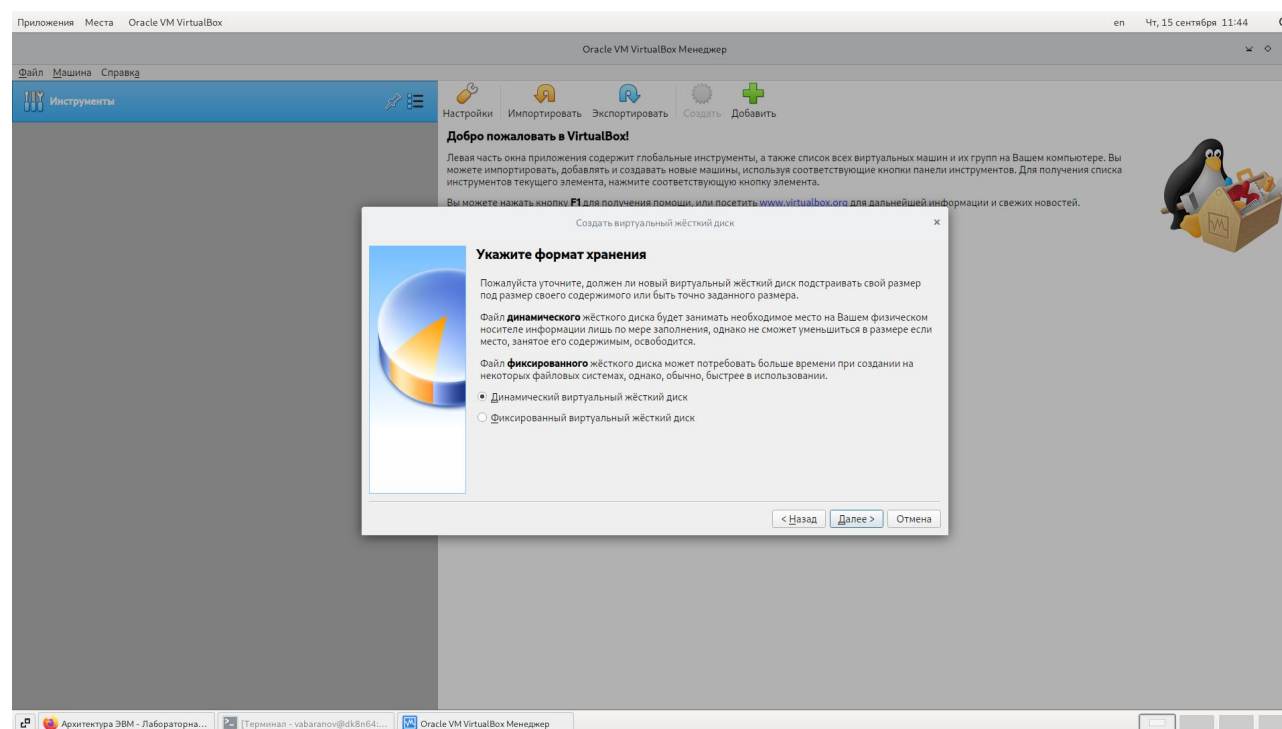 Приложения Места Oracle VM VirtualBox en Чт, 15 сентября 11:44
Oracle VM VirtualBox Менеджер
Файл Машина Справка
Инструменты
Настройки Импортировать Экспортировать Создать Добавить
Добро пожаловать в VirtualBox!
Левая часть окна приложения содержит глобальные инструменты, а также список всех виртуальных машин и их групп на Вашем компьютере. Вы
можете импортировать, добавлять и создавать новые машины, используя соответствующие кнопки панели инструментов. Для получения списка
инструментов текущего элемента, нажмите соответствующую кнопку элемента.
Вы можете нажать кнопку F1 для получения помощи, или посетить www.virtualbox.org для дальнейшей информации и свежих новостей.
Создать виртуальный жёсткий диск
Укажите формат хранения
Пожалуйста уточните, должен ли новый виртуальный жёсткий диск подстраивать свой размер
под размер своего содержимого или быть точно заданного размера.
Файл динамического жёсткого диска будет занимать необходимое место на Вашем физическом
носителе информации лишь по мере заполнения, однако не сможет уменьшиться в размере если
место, занятое его содержимым, освободится.
Файл фиксированного жёсткого диска может потребовать больше времени при создании на
некоторых файловых системах, однако, обычно, быстрее в использовании.
Динамический виртуальный жёсткий диск
Фиксированный виртуальный жёсткий диск
< Назад Далее > Отмена
Архитектура ЭВМ - Лабораторна... [Терминал - vabaranov@dk8n64:... Oracle VM VirtualBox Менеджер